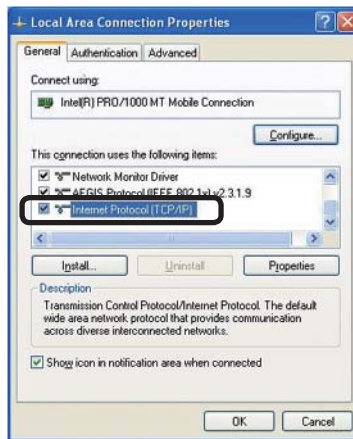 Local Area Connection Properties
General Authentication Advanced
Connect using:
Intel(R) PRO/1000 MT Mobile Connection
Configure...
This connection uses the following items:
Network Monitor Driver
AEGIS Protocol (IEEE 802.1x) v2.3.1.9
Internet Protocol (TCP/IP)
Install... Uninstall Properties
Description
Transmission Control Protocol/Internet Protocol. The default
wide area network protocol that provides communication
across diverse interconnected networks.
Show icon in notification area when connected
OK Cancel